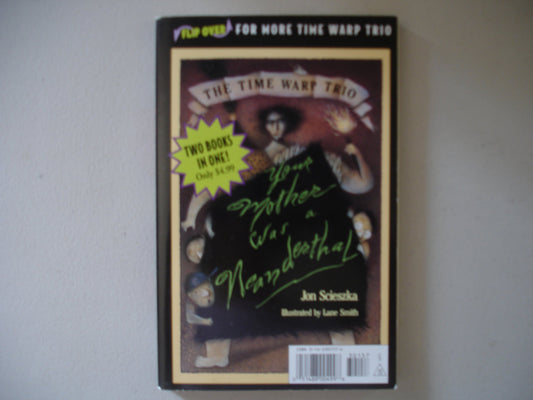 FLIP OVER FOR MORE TIME WARP TRIO
THE TIME WARP TRIO
TWO BOOKS
IN ONE!
Only $4.99
Your
Mother
Was a
Neanderthal
Jon Scieszka
Illustrated by Lane Smith